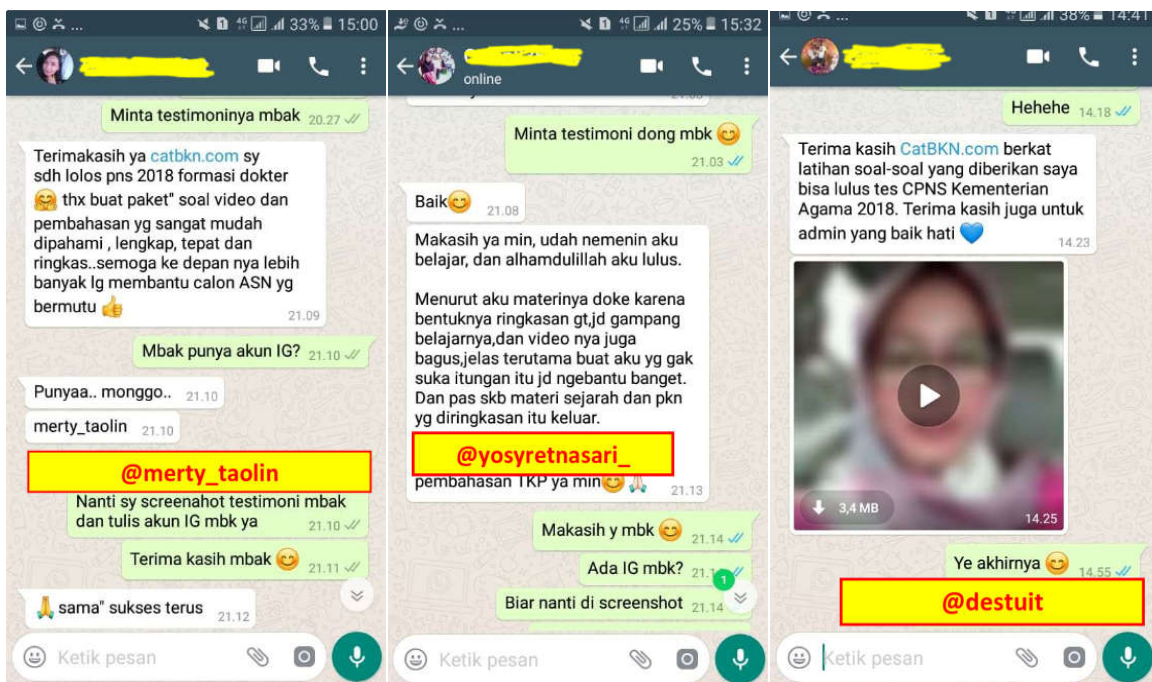 33% 15:00
Minta testimoninya mbak 20.27
Terimakasih ya catbkn.com sy
sdh lolos pns 2018 formasi dokter
🤗 thx buat paket" soal video dan
pembahasan yg sangat mudah
dipahami , lengkap, tepat dan
ringkas..semoga ke depan nya lebih
banyak lg membantu calon ASN yg
bermutu 👍
21.09
Mbak punya akun IG? 21.10
Punyaa.. monggo.. 21.10
merty_taolin 21.10
@merty_taolin
Nanti sy screenahot testimoni mbak
dan tulis akun IG mbk ya 21.10
Terima kasih mbak 😊 21.11
🙏 sama" sukses terus 21.12
Ketik pesan
25% 15:32
online
Minta testimoni dong mbk 😊
21.03
Baik😊 21.08
Makasih ya min, udah nemenin aku
belajar, dan alhamdulillah aku lulus.
Menurut aku materinya doke karena
bentuknya ringkasan gt,jd gampang
belajarnya,dan video nya juga
bagus,jelas terutama buat aku yg gak
suka itungan itu jd ngebantu banget.
Dan pas skb materi sejarah dan pkn
yg diringkasan itu keluar.
@yosyretnasari_
pembahasan TKP ya min😊🙏 21.13
Makasih y mbk 😊 21.14
Ada IG mbk?
1
Biar nanti di screenshot 21.14
Ketik pesan
38% 14:41
Hehehe 14.18
Terima kasih CatBKN.com berkat
latihan soal-soal yang diberikan saya
bisa lulus tes CPNS Kementerian
Agama 2018. Terima kasih juga untuk
admin yang baik hati 💙
14.23
3,4 MB
14.25
Ye akhirnya 😊 14.55
@destuit
Ketik pesan